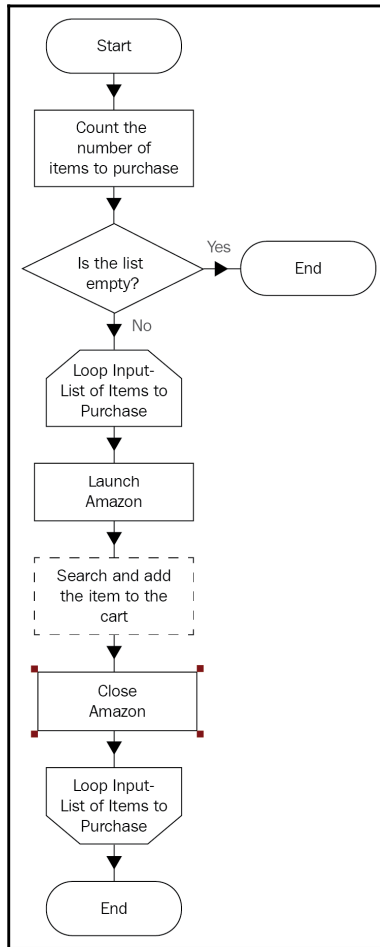 Start
Count the
number of
items to purchase
Is the list
empty?
Yes
End
No
Loop Input-
List of Items to
Purchase
Launch
Amazon
Search and add
the item to the
cart
Close
Amazon
Loop Input-
List of Items to
Purchase
End